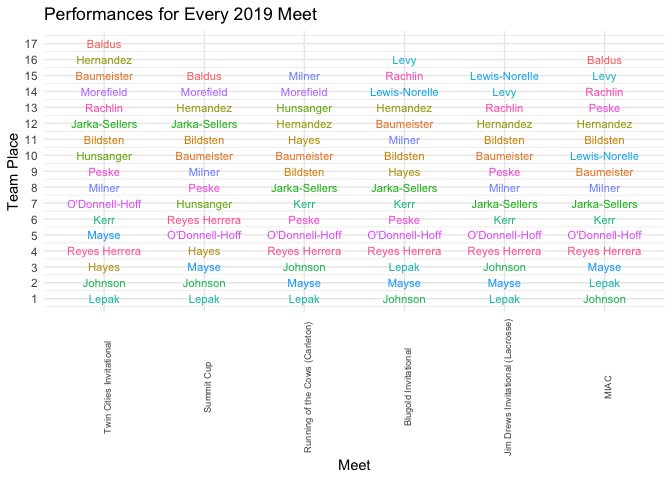 Performances for Every 2019 Meet
Team Place
17 Baldus
16 Hernandez Levy Baldus
15 Baumeister Baldus Milner Rachlin Lewis-Norelle Levy
14 Morefield Morefield Morefield Lewis-Norelle Levy Rachlin
13 Rachlin Hernandez Hunsanger Hernandez Rachlin Peske
12 Jarka-Sellers Jarka-Sellers Hernandez Baumeister Hernandez Hernandez
11 Bildsten Bildsten Hayes Milner Bildsten Bildsten
10 Hunsanger Baumeister Baumeister Bildsten Baumeister Lewis-Norelle
9 Peske Milner Bildsten Hayes Peske Baumeister
8 Milner Peske Jarka-Sellers Jarka-Sellers Milner Milner
7 O'Donnell-Hoff Hunsanger Kerr Kerr Jarka-Sellers Jarka-Sellers
6 Kerr Reyes Herrera Peske Peske Kerr Kerr
5 Mayse O'Donnell-Hoff O'Donnell-Hoff O'Donnell-Hoff O'Donnell-Hoff O'Donnell-Hoff
4 Reyes Herrera Hayes Reyes Herrera Reyes Herrera Reyes Herrera Reyes Herrera
3 Hayes Mayse Johnson Lepak Johnson Mayse
2 Johnson Johnson Mayse Mayse Mayse Lepak
1 Lepak Lepak Lepak Johnson Lepak Johnson
Twin Cities Invitational
Summit Cup
Running of the Cows (Carleton)
Blugold Invitational
Jim Drews Invitational (Lacrosse)
MIAC
Meet